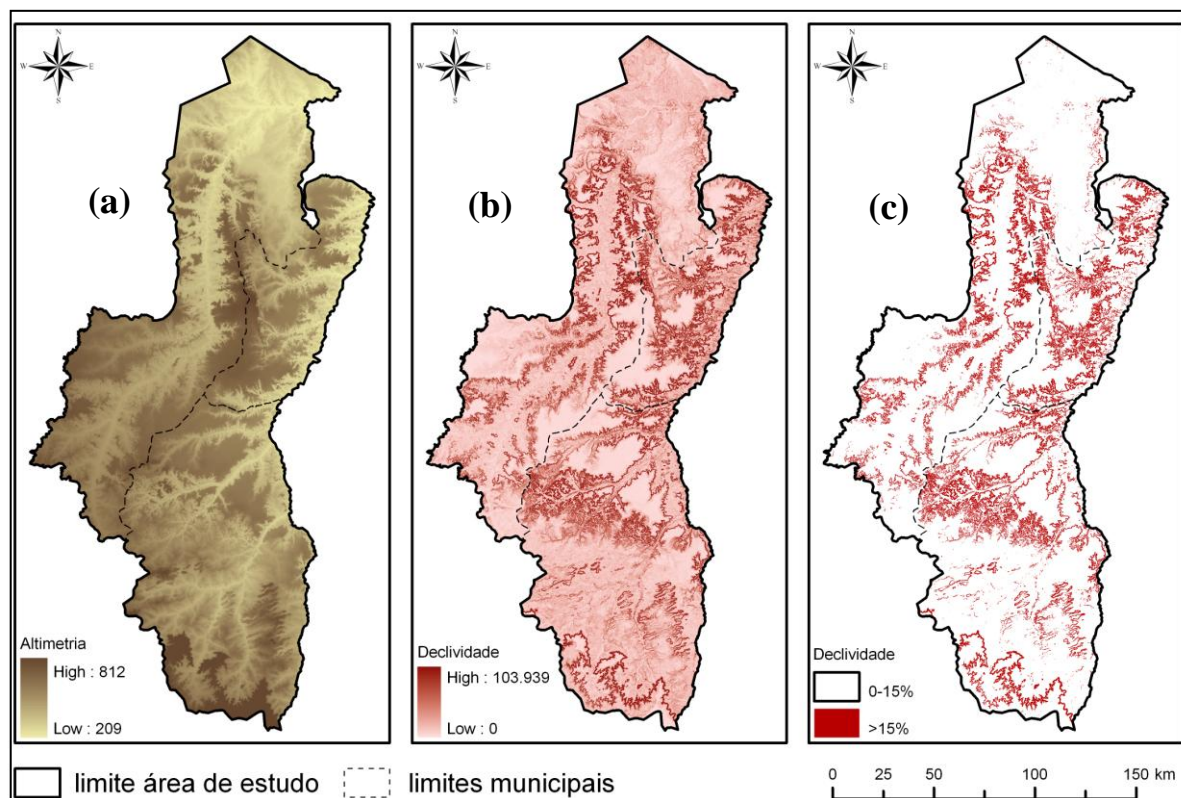 N
W E
S
(a)
Altimetria
High : 812
Low : 209
N
W E
S
(b)
Declividade
High : 103.939
Low : 0
N
W E
S
(c)
Declividade
0-15%
>15%
limite área de estudo limites municipais
0 25 50 100 150 km